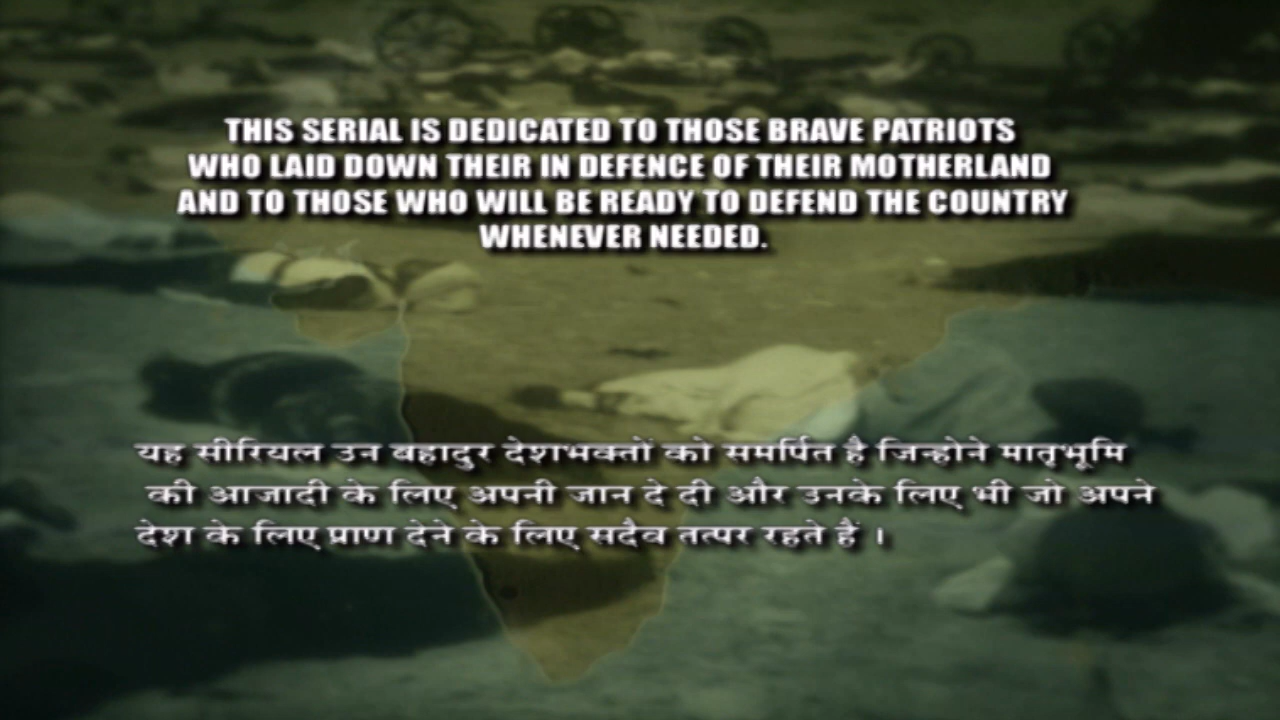 THIS SERIAL IS DEDICATED TO THOSE BRAVE PATRIOTS
WHO LAID DOWN THEIR IN DEFENCE OF THEIR MOTHERLAND
AND TO THOSE WHO WILL BE READY TO DEFEND THE COUNTRY
WHENEVER NEEDED.
यह सीरियल उन बहादुर देशभक्तों को समर्पित है जिन्होने मातृभूमि
की आजादी के लिए अपनी जान दे दी और उनके लिए भी जो अपने
देश के लिए प्राण देने के लिए सदैव तत्पर रहते हैं ।